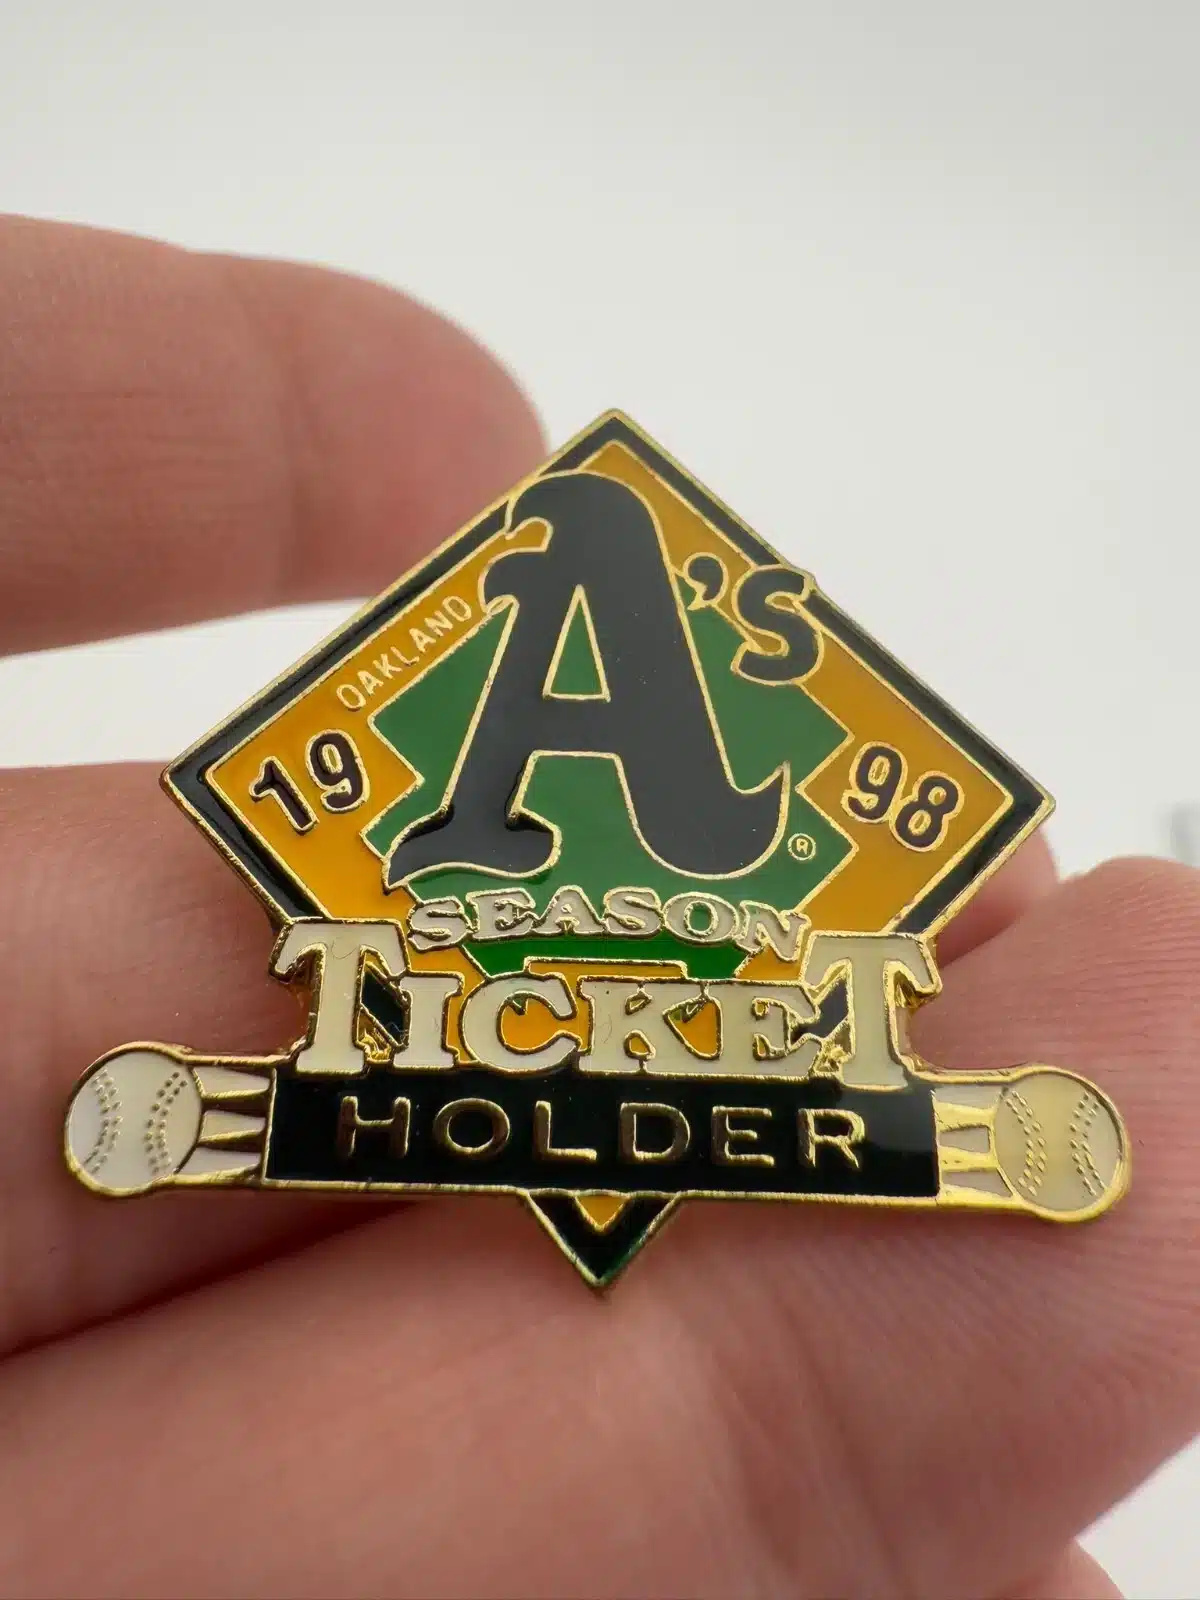 OAKLAND
A's
19 98
®
SEASON
TICKET
HOLDER